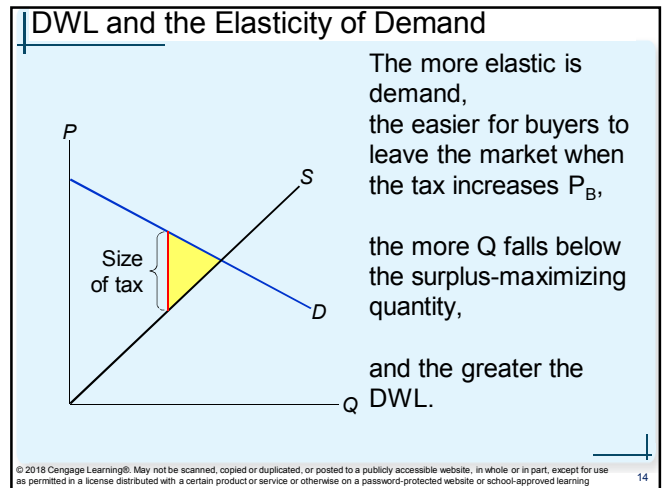 DWL and the Elasticity of Demand
The more elastic is
demand,
the easier for buyers to
leave the market when
the tax increases P_B,
the more Q falls below
the surplus-maximizing
quantity,
and the greater the
DWL.
P
S
Size
of tax
D
Q
© 2018 Cengage Learning®. May not be scanned, copied or duplicated, or posted to a publicly accessible website, in whole or in part, except for use
as permitted in a license distributed with a certain product or service or otherwise on a password-protected website or school-approved learning
14